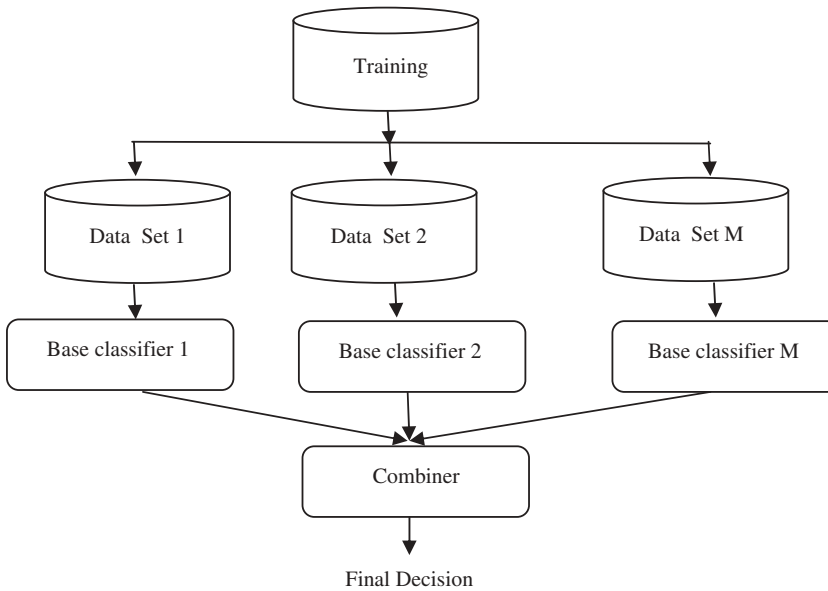 Training
Data Set 1
Data Set 2
Data Set M
Base classifier 1
Base classifier 2
Base classifier M
Combiner
Final Decision